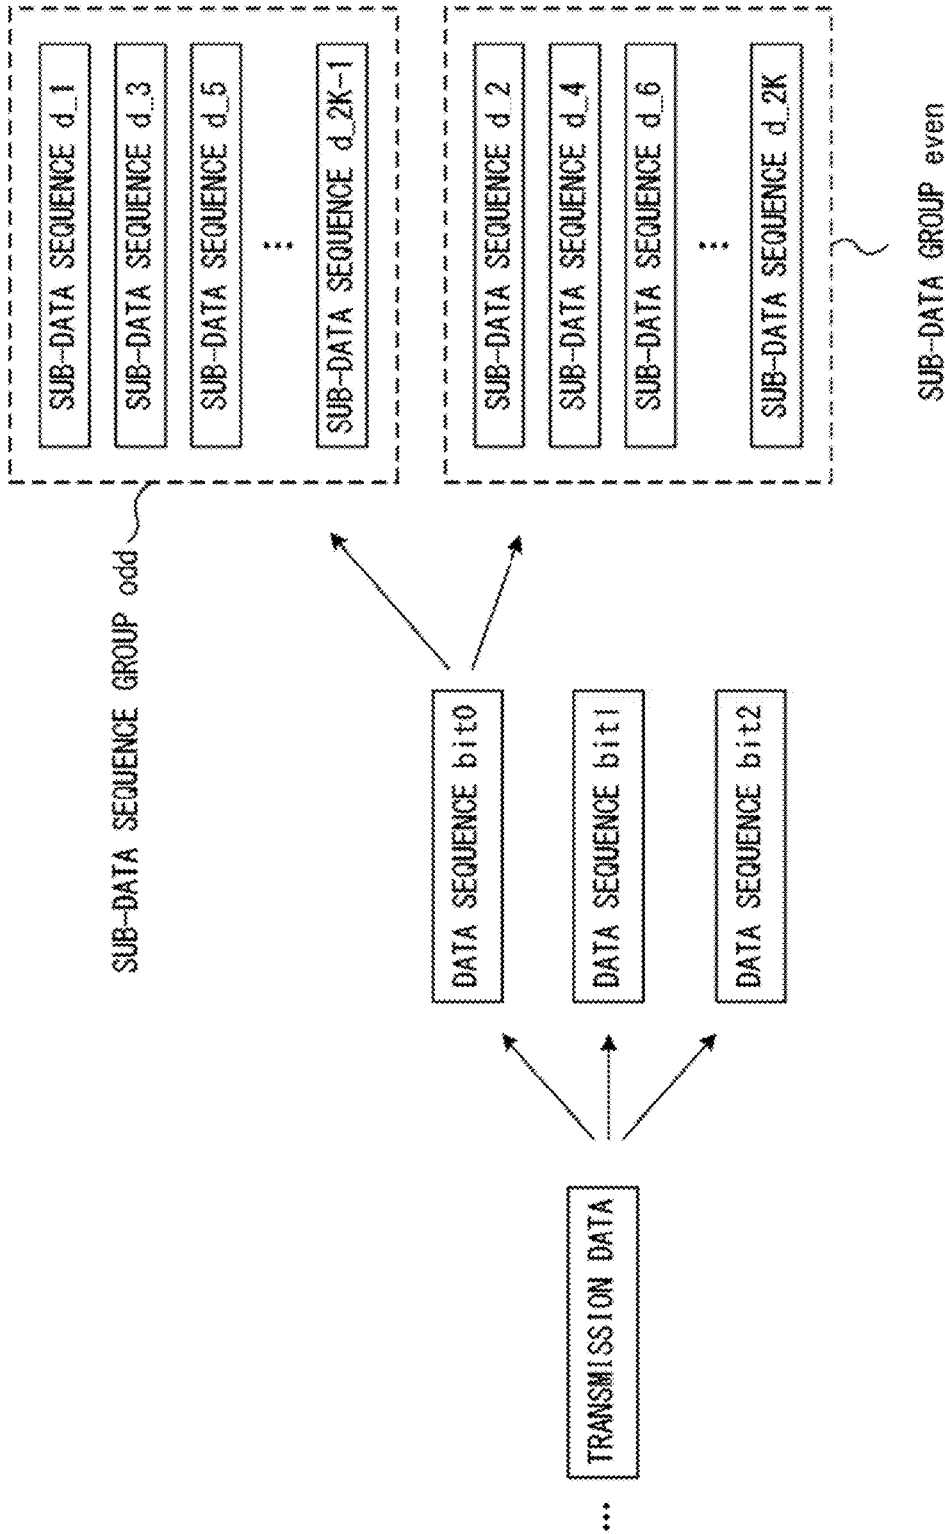 ... TRANSMISSION DATA
DATA SEQUENCE bit0
DATA SEQUENCE bit1
DATA SEQUENCE bit2
SUB-DATA SEQUENCE GROUP odd
SUB-DATA SEQUENCE d_1
SUB-DATA SEQUENCE d_3
SUB-DATA SEQUENCE d_5
...
SUB-DATA SEQUENCE d_2K-1
SUB-DATA SEQUENCE d_2
SUB-DATA SEQUENCE d_4
SUB-DATA SEQUENCE d_6
...
SUB-DATA SEQUENCE d_2K
SUB-DATA GROUP even